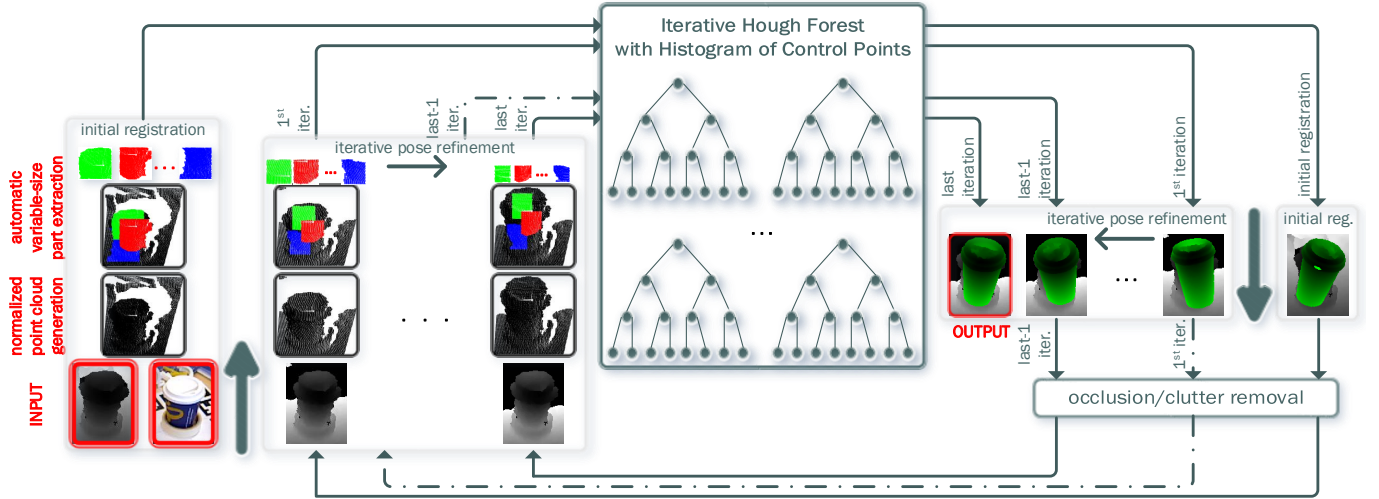 Iterative Hough Forest
with Histogram of Control Points
initial registration
1st
iter.
last-1
iter.
last
iter.
iterative pose refinement
automatic
variable-size
part extraction
normalized
point cloud
generation
INPUT
last
iteration
last-1
iteration
1st iteration
initial registration
iterative pose refinement
initial reg.
OUTPUT
last-1
iter.
1st iter.
occlusion/clutter removal